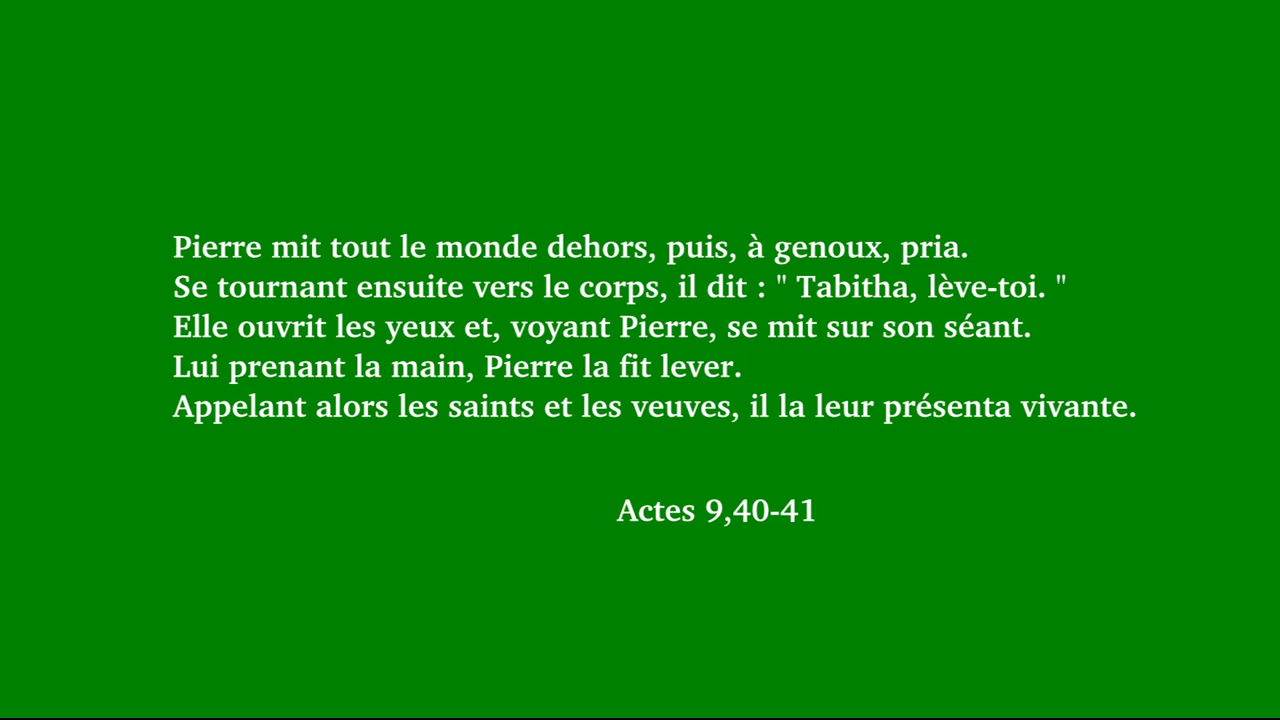 Pierre mit tout le monde dehors, puis, à genoux, pria.
Se tournant ensuite vers le corps, il dit : " Tabitha, lève-toi. "
Elle ouvrit les yeux et, voyant Pierre, se mit sur son séant.
Lui prenant la main, Pierre la fit lever.
Appelant alors les saints et les veuves, il la leur présenta vivante.
Actes 9,40-41